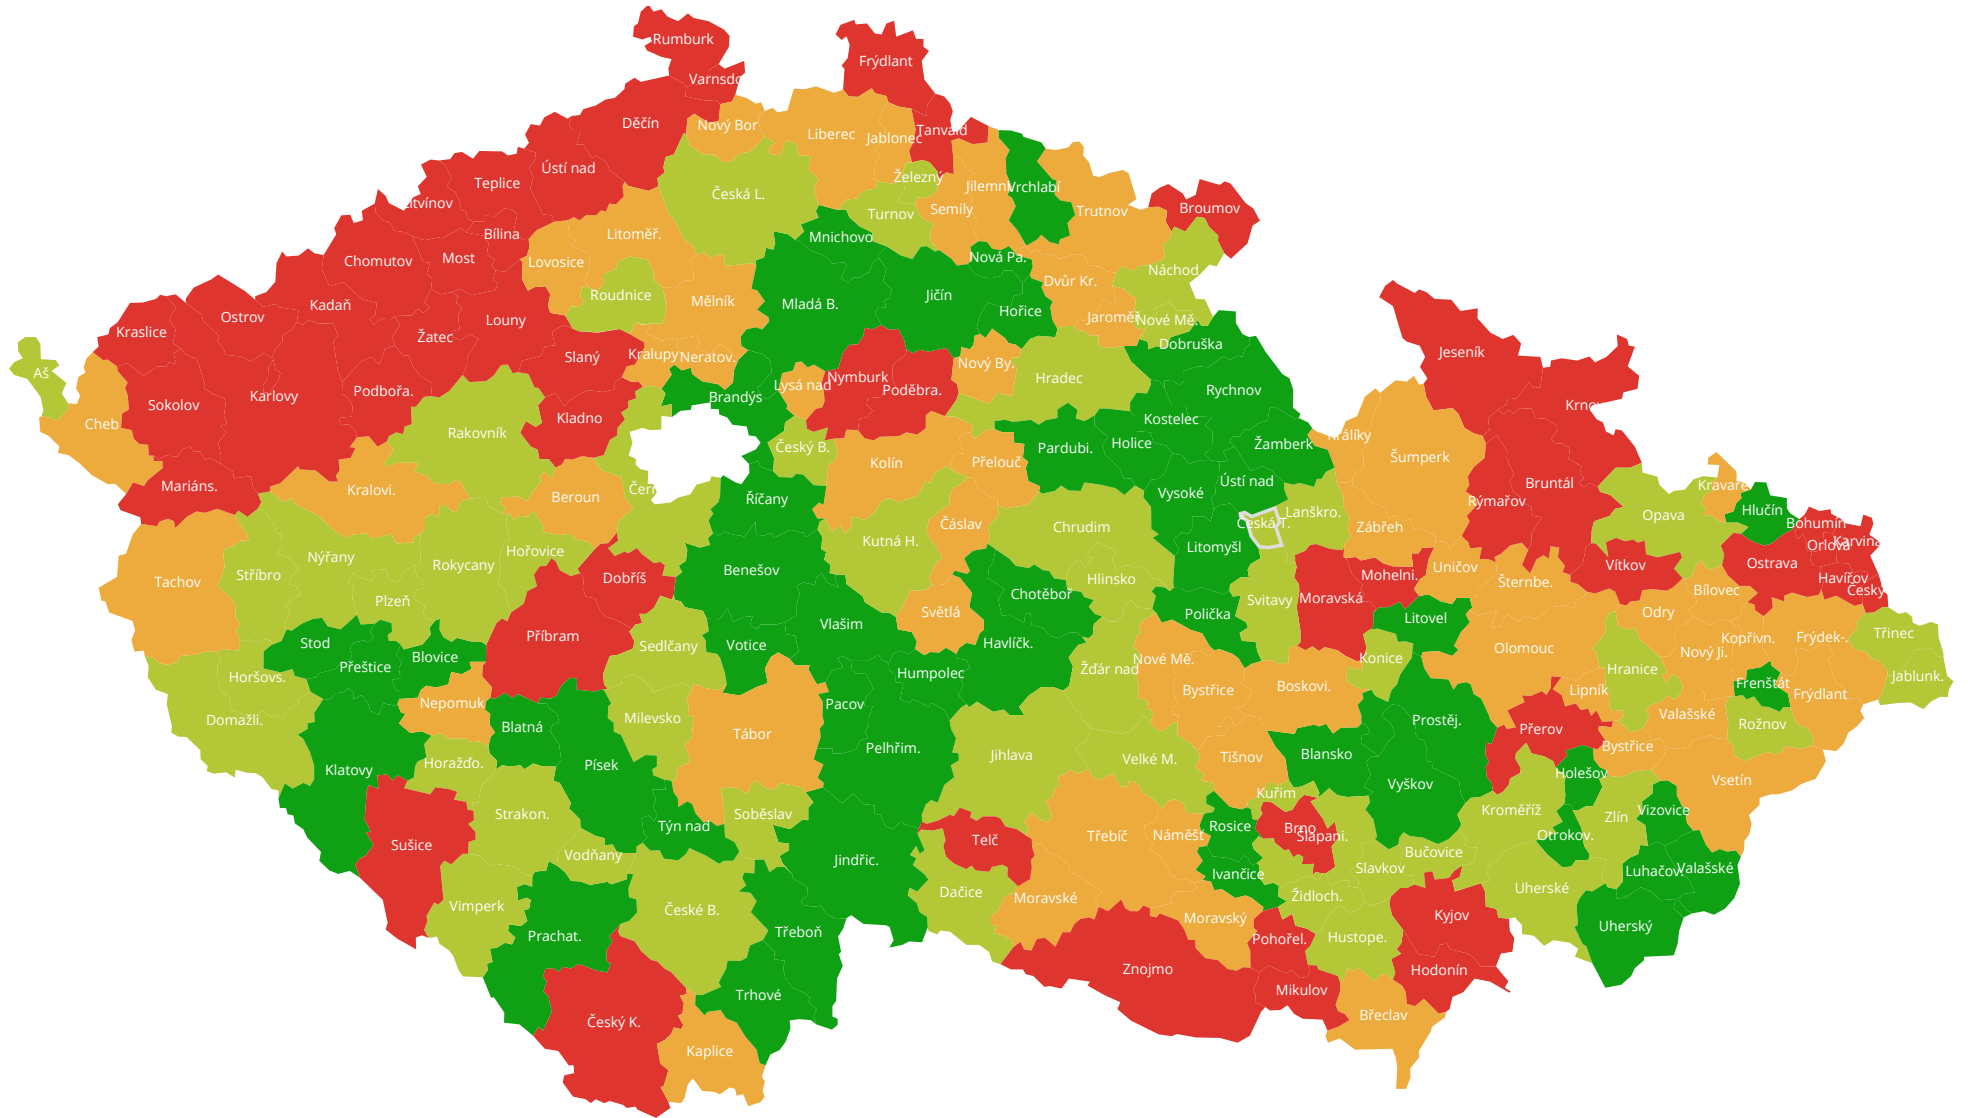 Rumburk
Varnsdo
Frýdlant
Děčín
Nový Bor
Liberec
Jablonec
Tanvald
Ústí nad
Teplice
Litvínov
Bílina
Česká L.
Železný
Jilemni
Vrchlabí
Turnov
Semily
Trutnov
Broumov
Litoměř.
Mnichovo
Chomutov
Most
Lovosice
Nová Pa.
Náchod
Dvůr Kr.
Roudnice
Mělník
Mladá B.
Jičín
Kadaň
Ostrov
Louny
Hořice
Jaroměř
Nové Mě.
Kraslice
Žatec
Dobruška
Slaný
Kralupy
Neratov.
Jeseník
Aš
Nový By.
Nymburk
Hradec
Lysá nad
Poděbra.
Podbořa.
Karlovy
Brandýs
Rychnov
Sokolov
Krnov
Cheb
Kladno
Kostelec
Rakovník
Králíky
Holice
Žamberk
Český B.
Pardubi.
Šumperk
Kolín
Přelouč
Mariáns.
Kralovi.
Ústí nad
Bruntál
Kravaře
Čern
Beroun
Říčany
Vysoké
Rýmařov
Lanškro.
Hlučín
Opava
Česká T.
Čáslav
Chrudim
Zábřeh
Bohumín
Kutná H.
Orlová
Karviná
Hořovice
Nýřany
Litomyšl
Rokycany
Vítkov
Ostrava
Uničov
Stříbro
Benešov
Mohelni.
Tachov
Dobříš
Hlinsko
Šternbe.
Havířov
Chotěboř
Bílovec
Český
Plzeň
Svitavy
Moravská
Světlá
Odry
Polička
Litovel
Vlašim
Příbram
Třinec
Stod
Sedlčany
Votice
Havlíčk.
Kopřivn.
Frýdek-.
Olomouc
Nový Ji.
Blovice
Konice
Nové Mě.
Přeštice
Žďár nad
Hranice
Humpolec
Jablunk.
Horšovs.
Boskovi.
Frenštát
Bystřice
Lipník
Frýdlant
Nepomuk
Pacov
Valašské
Domažli.
Milevsko
Prostěj.
Rožnov
Blatná
Přerov
Tábor
Pelhřim.
Bystřice
Jihlava
Blansko
Tišnov
Velké M.
Horažďo.
Písek
Klatovy
Holešov
Vsetín
Vyškov
Kuřim
Strakon.
Soběslav
Kroměříž
Vizovice
Zlín
Týn nad
Rosice
Brno
Šlapani.
Třebíč
Náměšť
Otrokov.
Telč
Sušice
Bučovice
Vodňany
Jindřic.
Slavkov
Valašské
Luhačov.
Ivančice
Uherské
Dačice
Židloch.
Moravské
Vimperk
České B.
Kyjov
Moravský
Uherský
Třeboň
Prachat.
Hustope.
Pohořel.
Znojmo
Hodonín
Mikulov
Trhové
Břeclav
Český K.
Kaplice